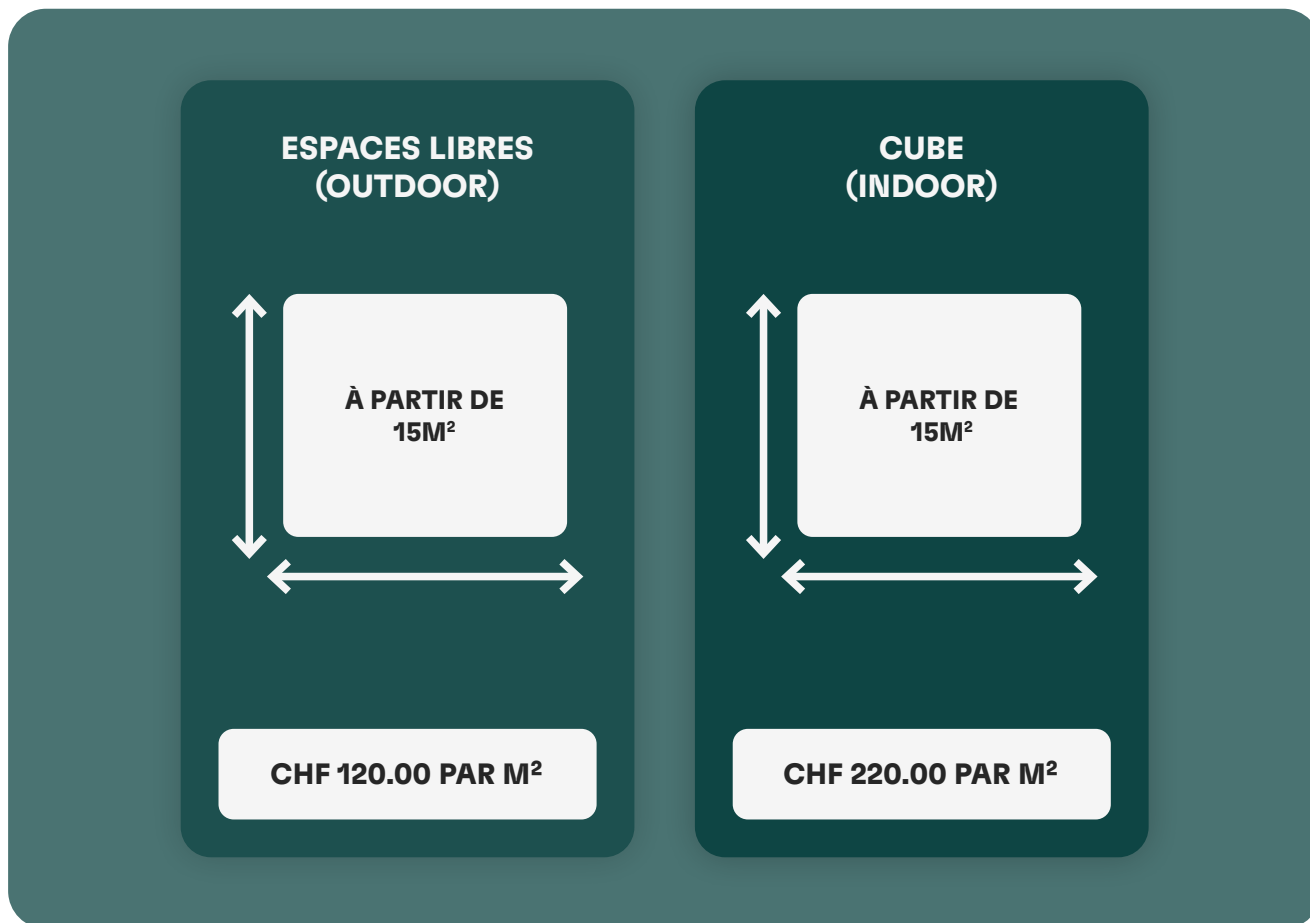 ESPACES LIBRES
(OUTDOOR)
À PARTIR DE
15M²
CHF 120.00 PAR M²
CUBE
(INDOOR)
À PARTIR DE
15M²
CHF 220.00 PAR M²